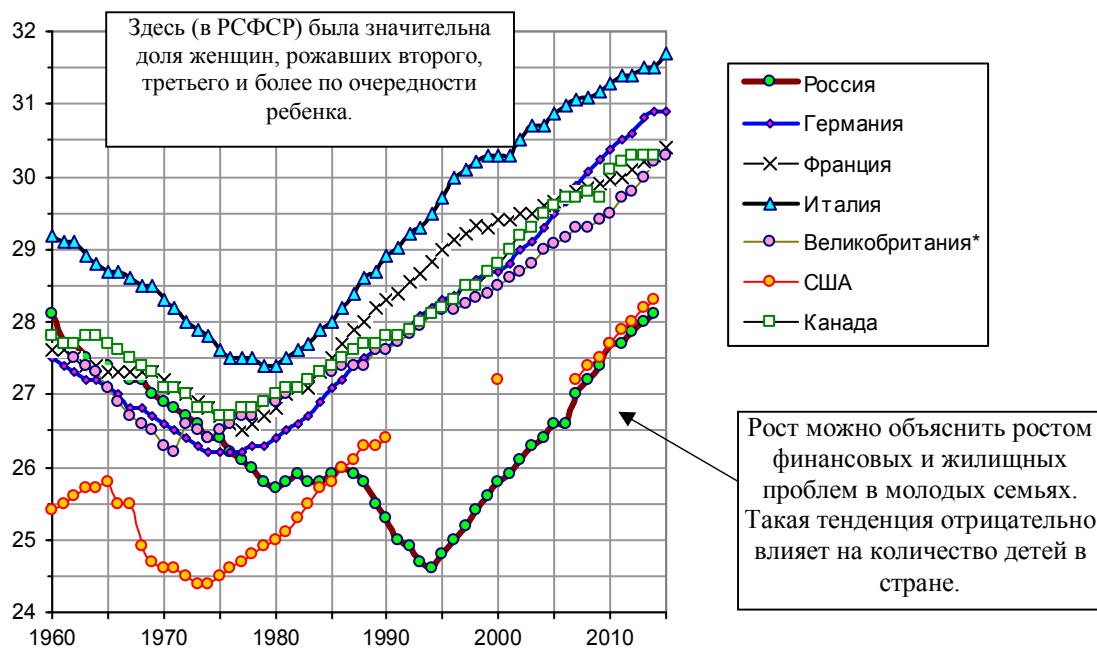 32
31
30
29
28
27
26
25
24
1960
1970
1980
1990
2000
2010
Здесь (в РСФСР) была значительна
доля женщин, рожавших второго,
третьего и более по очередности
ребенка.
Россия
Германия
Франция
Италия
Великобритания*
США
Канада
Рост можно объяснить ростом
финансовых и жилищных
проблем в молодых семьях.
Такая тенденция отрицательно
влияет на количество детей в
стране.